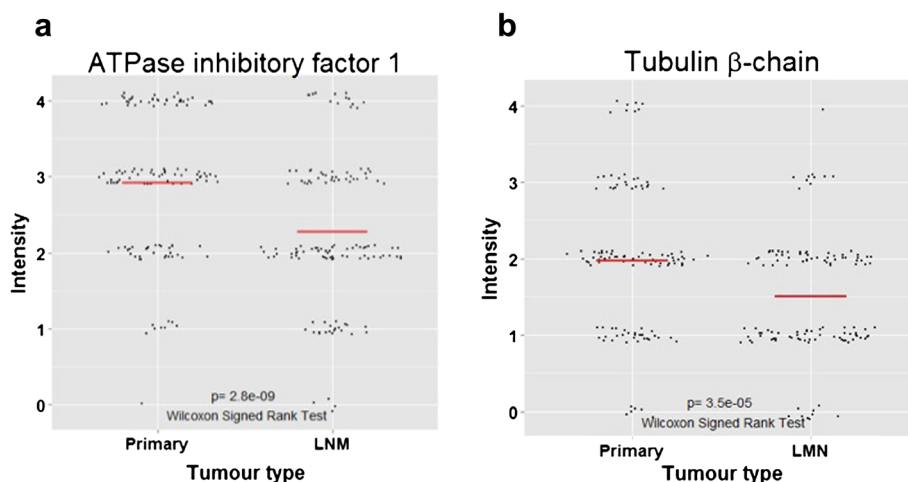 a
ATPase inhibitory factor 1
4
3
2
1
0
Intensity
p= 2.8e-09
Wilcoxon Signed Rank Test
Primary LNM
Tumour type
b
Tubulin β-chain
4
3
2
1
0
Intensity
p= 3.5e-05
Wilcoxon Signed Rank Test
Primary LMN
Tumour type